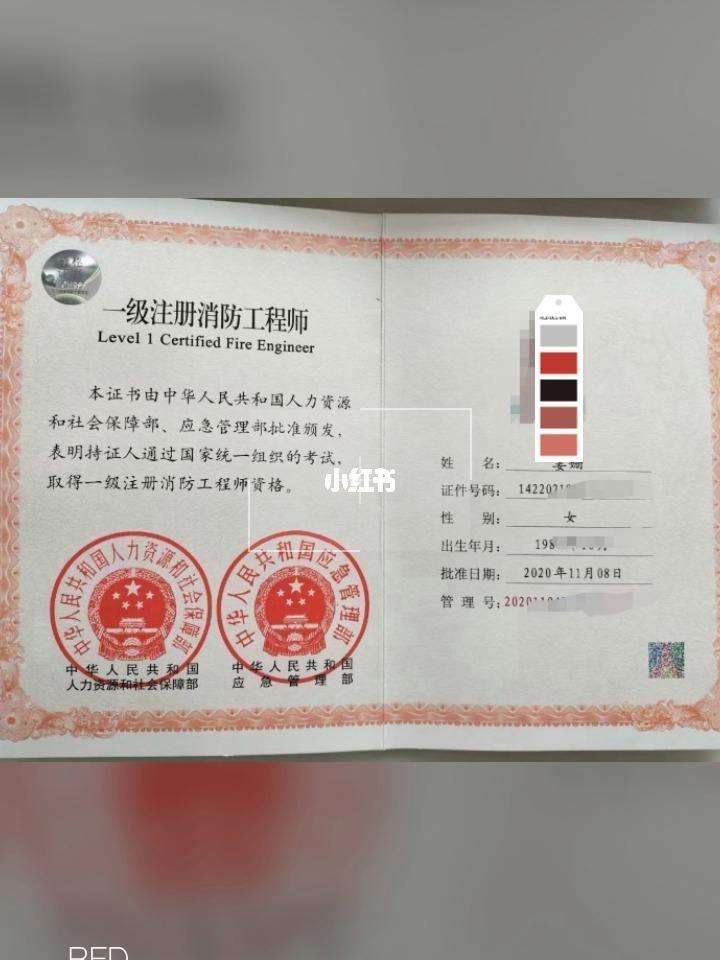 一级注册消防工程师
Level 1 Certified Fire Engineer
本证书由中华人民共和国人力资源
和社会保障部、应急管理部批准颁发，
表明持证人通过国家统一组织的考试，
取得一级注册消防工程师资格。
中华人民共和国人力资源和社会保障部
中华人民共和国应急管理部
中华人民共和国
人力资源和社会保障部
中华人民共和国
应急管理部
小红书
姓 名：
证件号码：1422021
性 别：女
出生年月：198
批准日期：2020年11月08日
管 理 号：2020110
RED